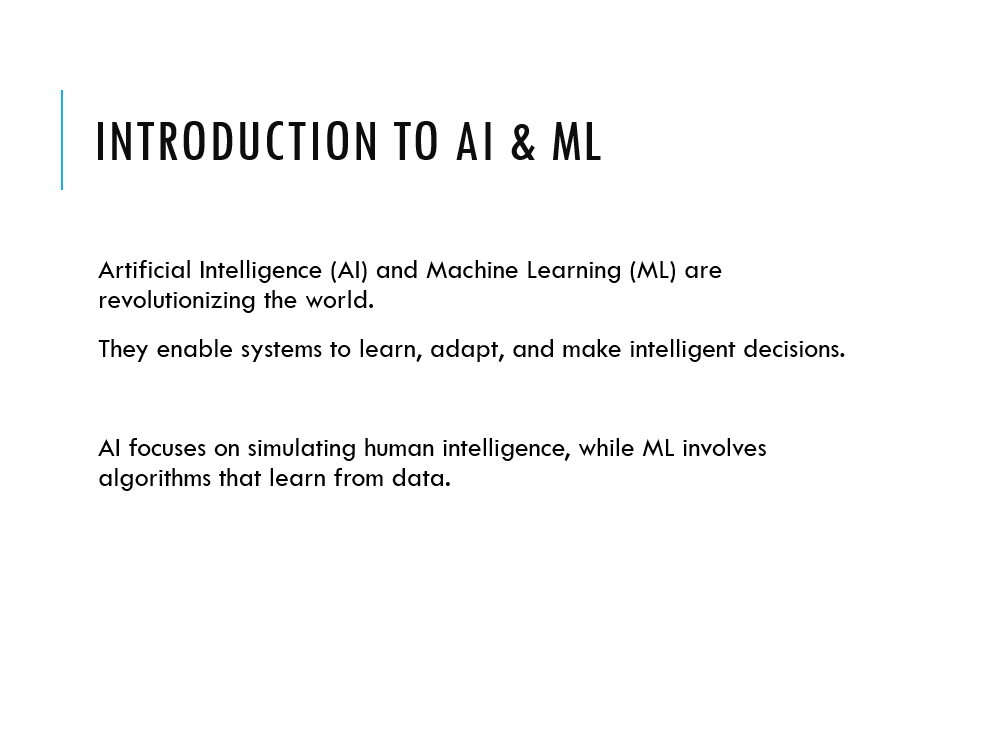 INTRODUCTION TO AI & ML
Artificial Intelligence (AI) and Machine Learning (ML) are
revolutionizing the world.
They enable systems to learn, adapt, and make intelligent decisions.
AI focuses on simulating human intelligence, while ML involves
algorithms that learn from data.